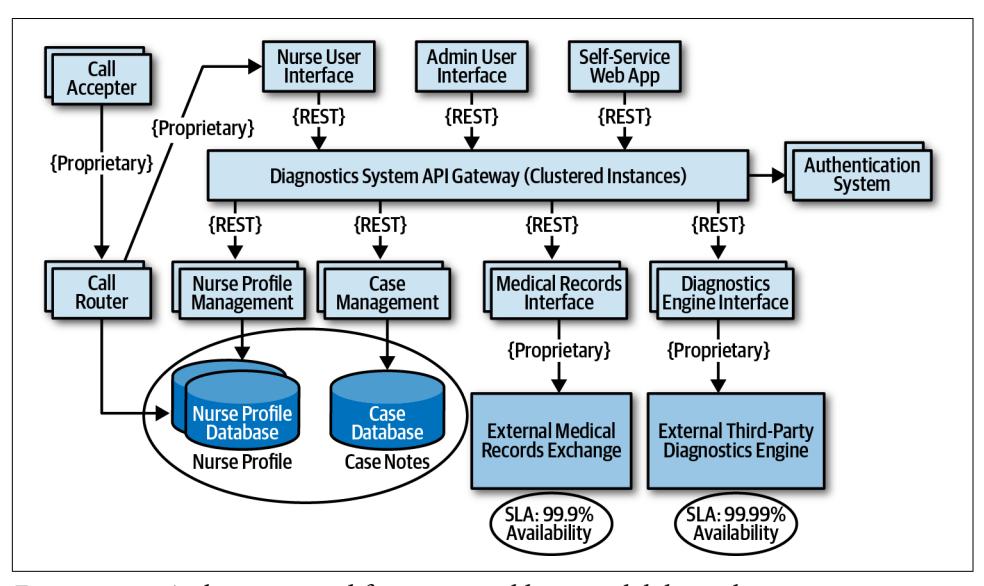 Call
Accepter
Nurse User
Interface
Admin User
Interface
Self-Service
Web App
{Proprietary}
{Proprietary}
{REST}
{REST}
{REST}
Diagnostics System API Gateway (Clustered Instances)
Authentication
System
{REST}
{REST}
{REST}
{REST}
Call
Router
Nurse Profile
Management
Case
Management
Medical Records
Interface
Diagnostics
Engine Interface
{Proprietary}
{Proprietary}
Nurse Profile
Database
Nurse Profile
Case
Database
Case Notes
External Medical
Records Exchange
External Third-Party
Diagnostics Engine
SLA: 99.9%
Availability
SLA: 99.99%
Availability